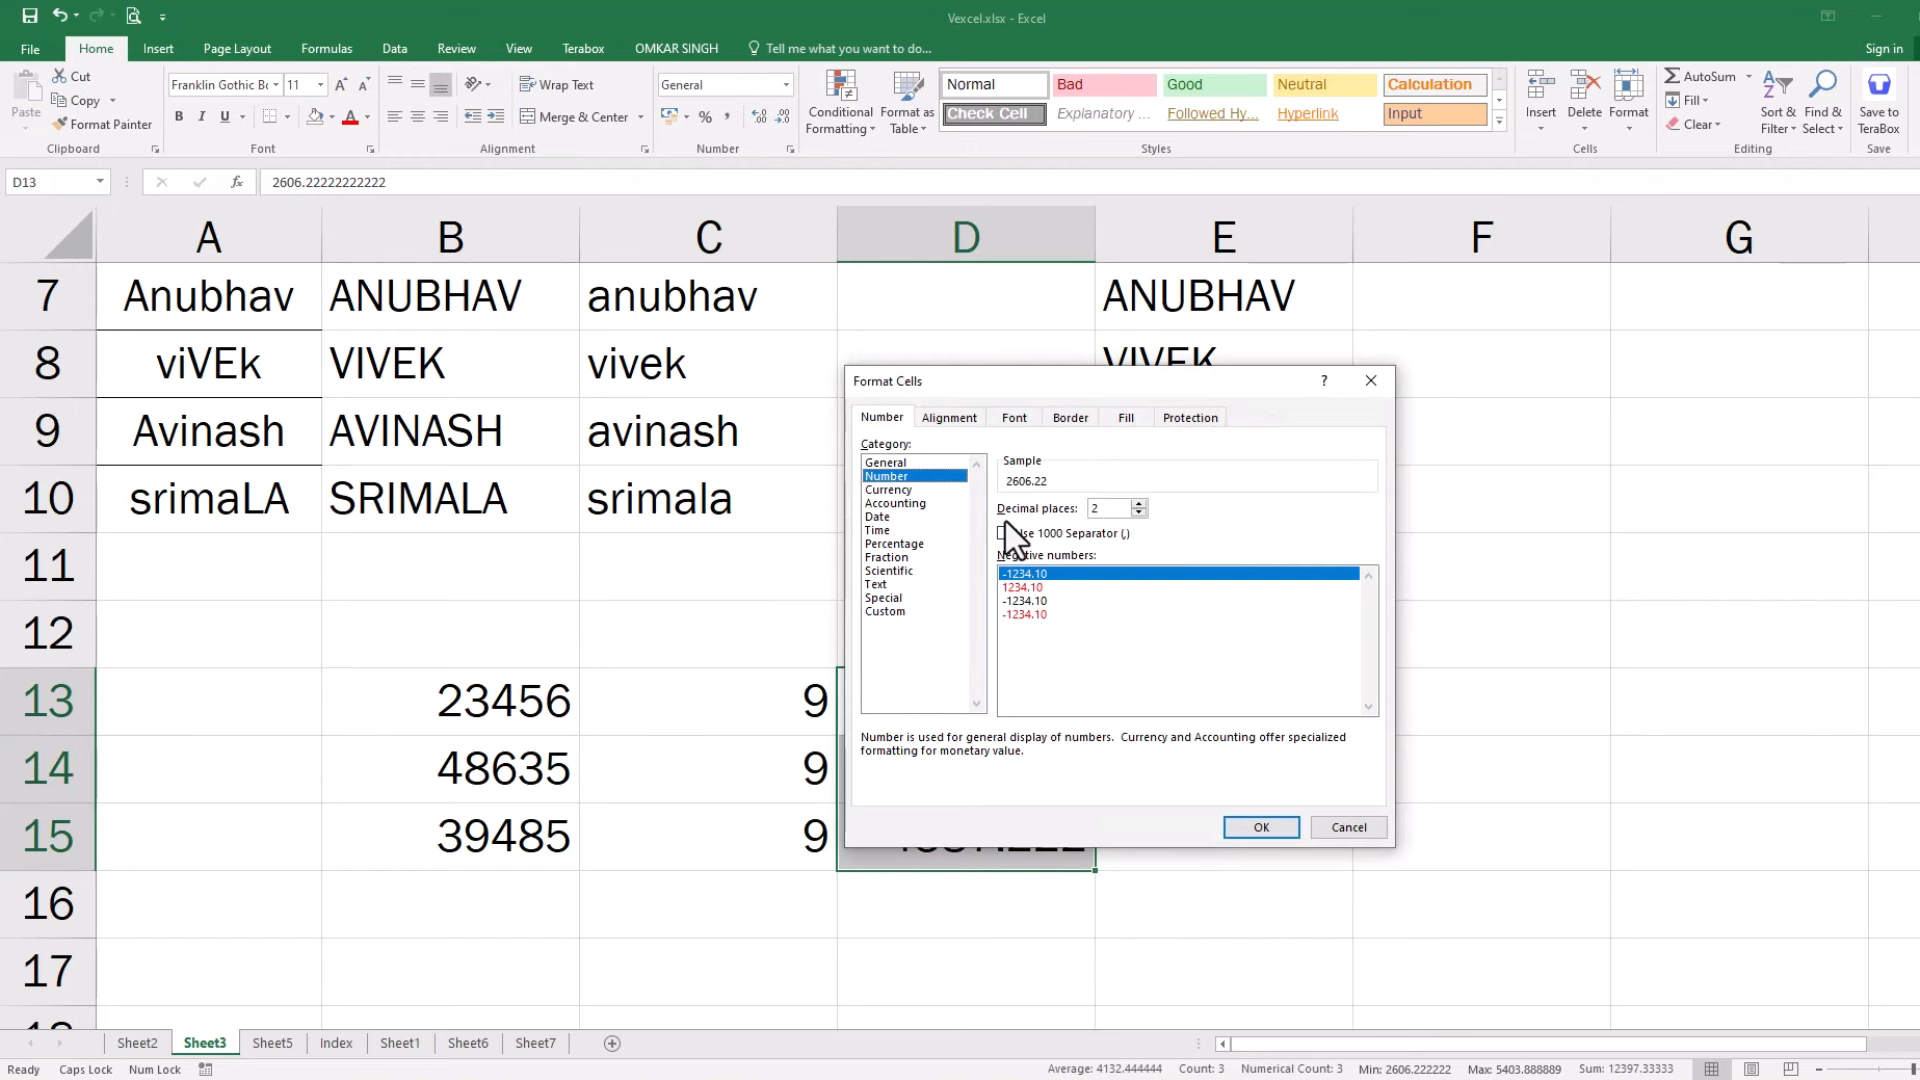 Vexcel.xlsx - Excel
File Home Insert Page Layout Formulas Data Review View Terabox OMKAR SINGH Tell me what you want to do... Sign in
Paste
Cut
Copy
Format Painter
Clipboard
Franklin Gothic B 11
B I U
Font
Wrap Text
Merge & Center
Alignment
General
Number
Conditional Formatting
Format as Table
Normal Bad Good Neutral Calculation
Check Cell Explanatory ... Followed Hy... Hyperlink Input
Styles
Insert Delete Format
Cells
AutoSum
Fill
Clear
Sort & Filter
Find & Select
Editing
Save to TeraBox
Save
D13 fx 2606.22222222222
A B C D E F G
7 Anubhav ANUBHAV anubhav ANUBHAV
8 viVEk VIVEK vivek VIVEK
9 Avinash AVINASH avinash
10 srimaLA SRIMALA srimala
11
12
13 23456 9
14 48635 9
15 39485 9
16
17
Format Cells ?
Number Alignment Font Border Fill Protection
Category:
General
Number
Currency
Accounting
Date
Time
Percentage
Fraction
Scientific
Text
Special
Custom
Sample
2606.22
Decimal places: 2
Use 1000 Separator (,)
Negative numbers:
-1234.10
1234.10
-1234.10
-1234.10
Number is used for general display of numbers.  Currency and Accounting offer specialized
formatting for monetary value.
OK Cancel
Sheet2 Sheet3 Sheet5 Index Sheet1 Sheet6 Sheet7
Ready Caps Lock Num Lock Average: 4132.444444 Count: 3 Numerical Count: 3 Min: 2606.222222 Max: 5403.888889 Sum: 12397.33333